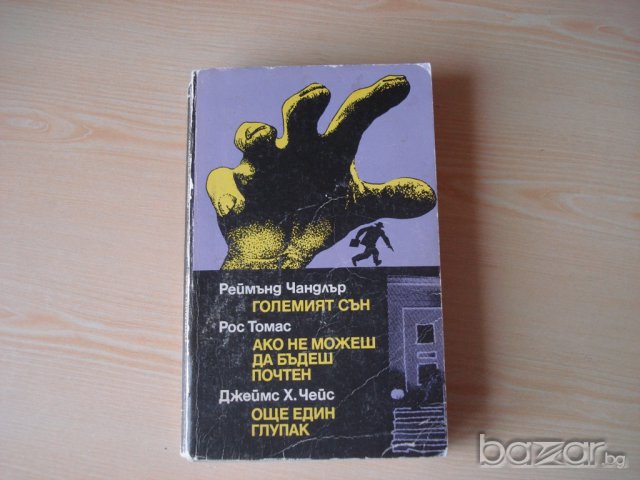 Реймънд Чандлър
ГОЛЕМИЯТ СЪН
Рос Томас
АКО НЕ МОЖЕШ
ДА БЪДЕШ
ПОЧТЕН
Джеймс Х. Чейс
ОЩЕ ЕДИН
ГЛУПАК
bazar.bg